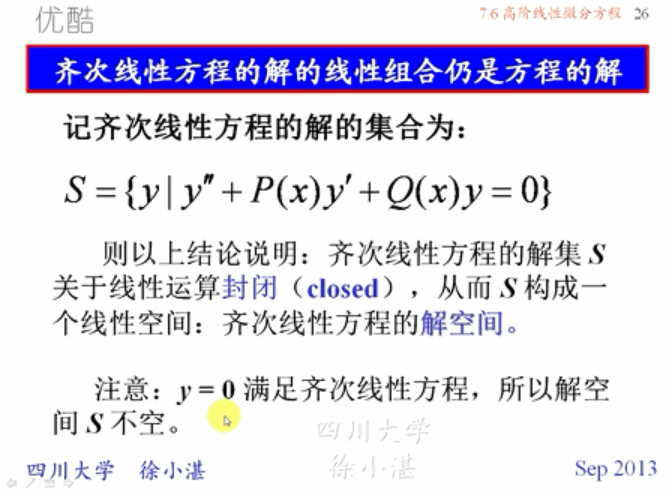 优酷
7.6 高阶线性微分方程 26
齐次线性方程的解的线性组合仍是方程的解
记齐次线性方程的解的集合为：
S = {y | y″ + P(x)y′ + Q(x)y = 0}
则以上结论说明：齐次线性方程的解集 S
关于线性运算封闭（closed），从而 S 构成一
个线性空间：齐次线性方程的解空间。
注意：y = 0 满足齐次线性方程，所以解空
间 S 不空。
四川大学
徐小湛
四川大学 徐小湛 Sep 2013